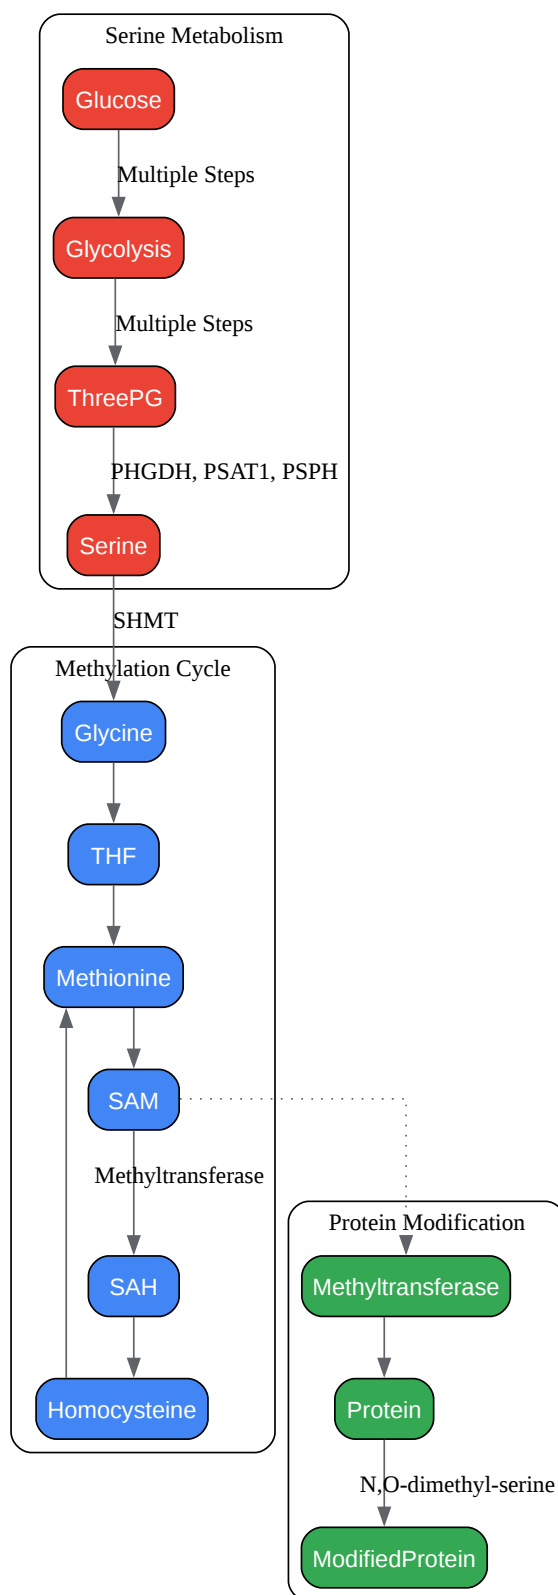 Serine Metabolism
Glucose
Multiple Steps
Glycolysis
Multiple Steps
ThreePG
PHGDH, PSAT1, PSPH
Serine
SHMT
Methylation Cycle
Glycine
THF
Methionine
SAM
Methyltransferase
SAH
Homocysteine
Protein Modification
Methyltransferase
Protein
N,O-dimethyl-serine
ModifiedProtein